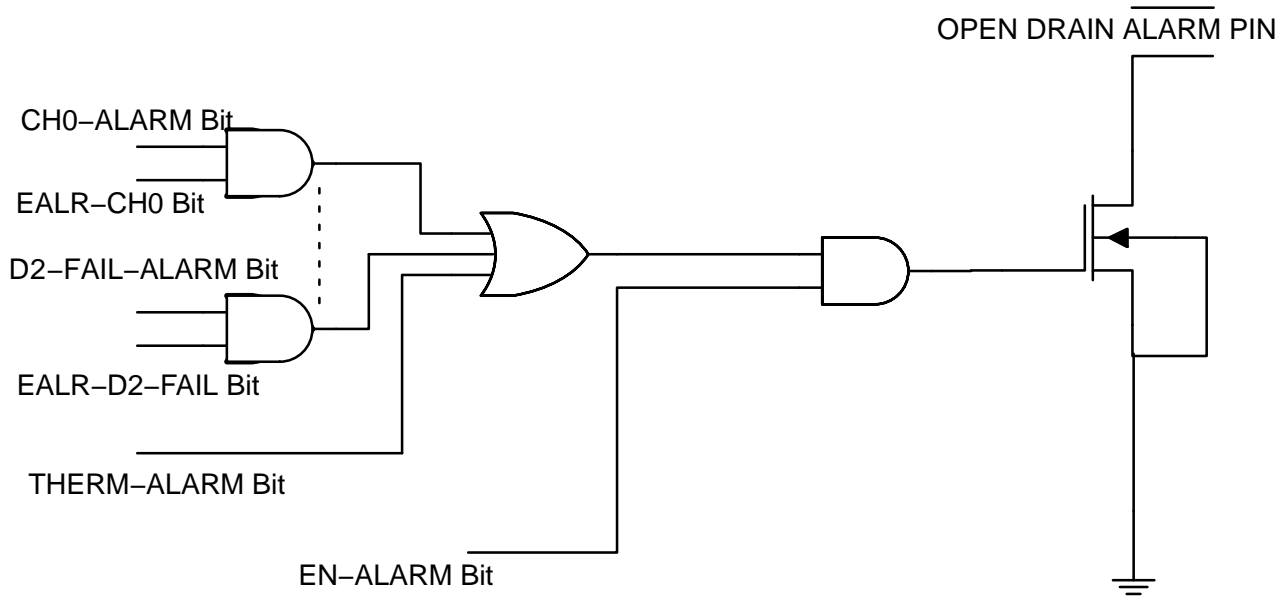 OPEN DRAIN ALARM PIN
CH0−ALARM Bit
EALR−CH0 Bit
D2−FAIL−ALARM Bit
EALR−D2−FAIL Bit
THERM−ALARM Bit
EN−ALARM Bit